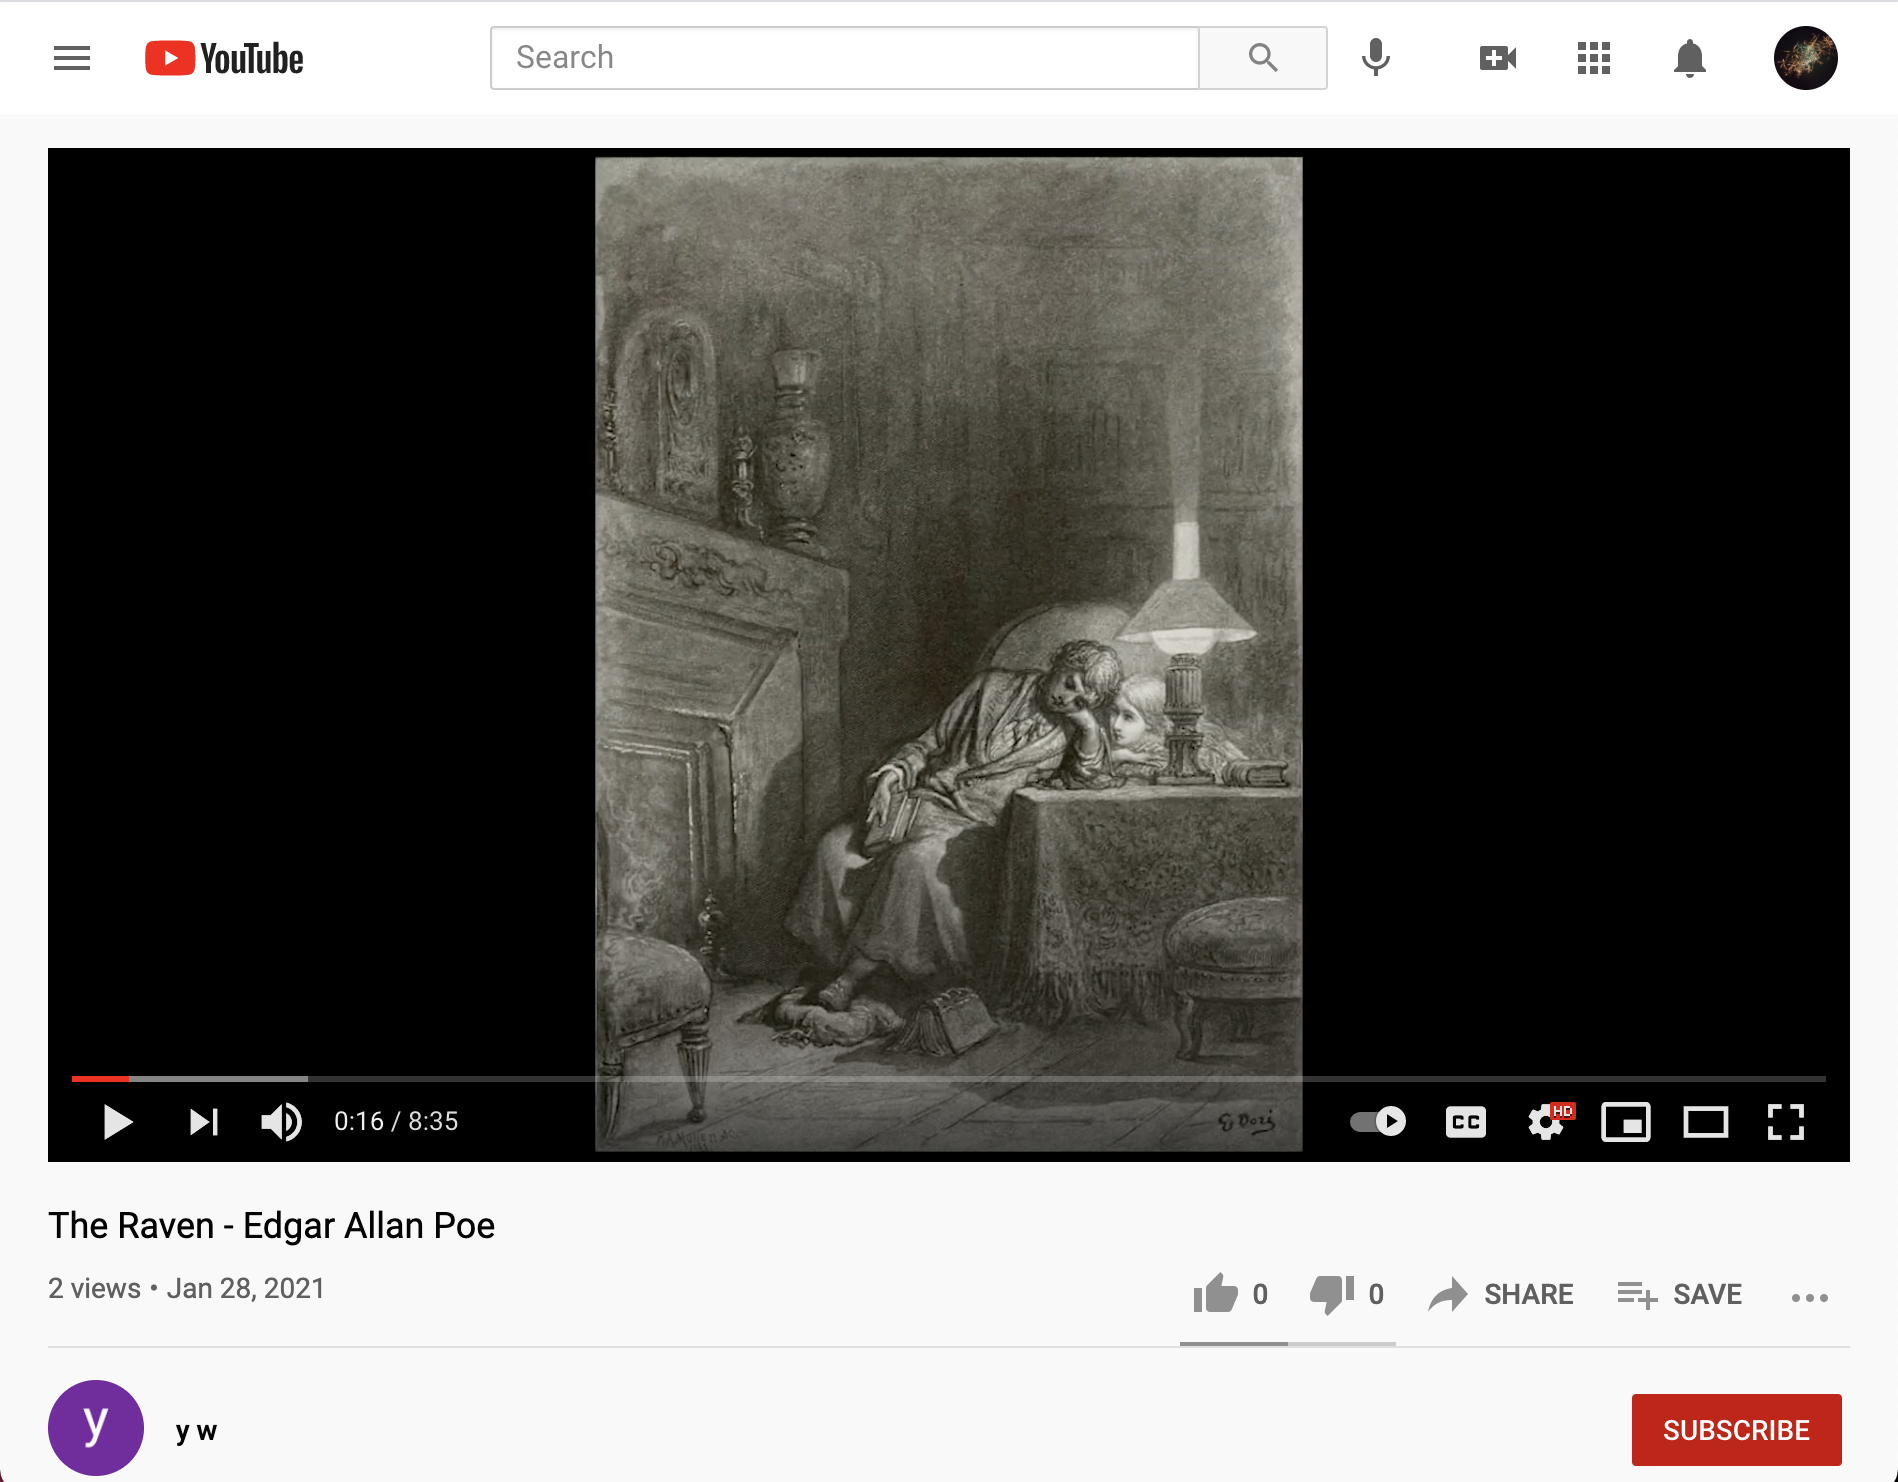 YouTube
Search
G Doré
0:16 / 8:35
CC
HD
The Raven - Edgar Allan Poe
2 views • Jan 28, 2021
0
0
SHARE
SAVE
y
y w
SUBSCRIBE